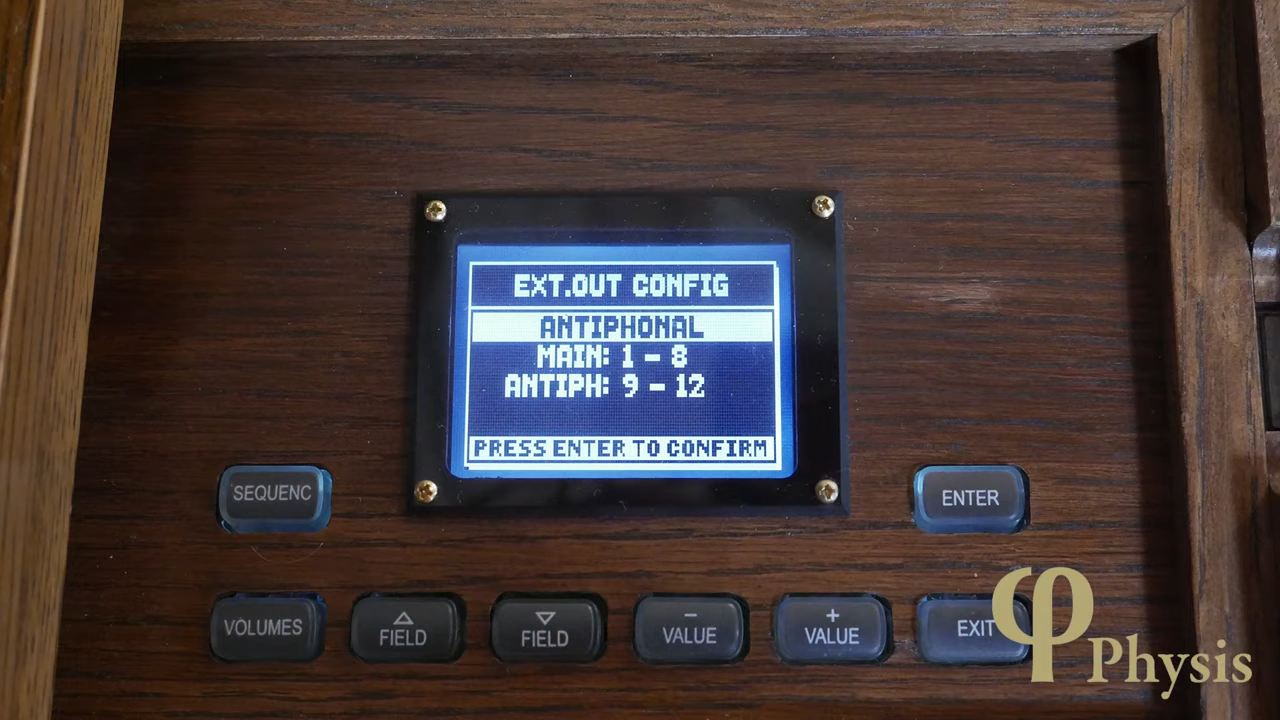 EXT.OUT CONFIG
ANTIPHONAL
MAIN: 1 - 8
ANTIPH: 9 - 12
PRESS ENTER TO CONFIRM
SEQUENC
ENTER
VOLUMES
△
FIELD
▽
FIELD
−
VALUE
+
VALUE
EXIT
φ Physis